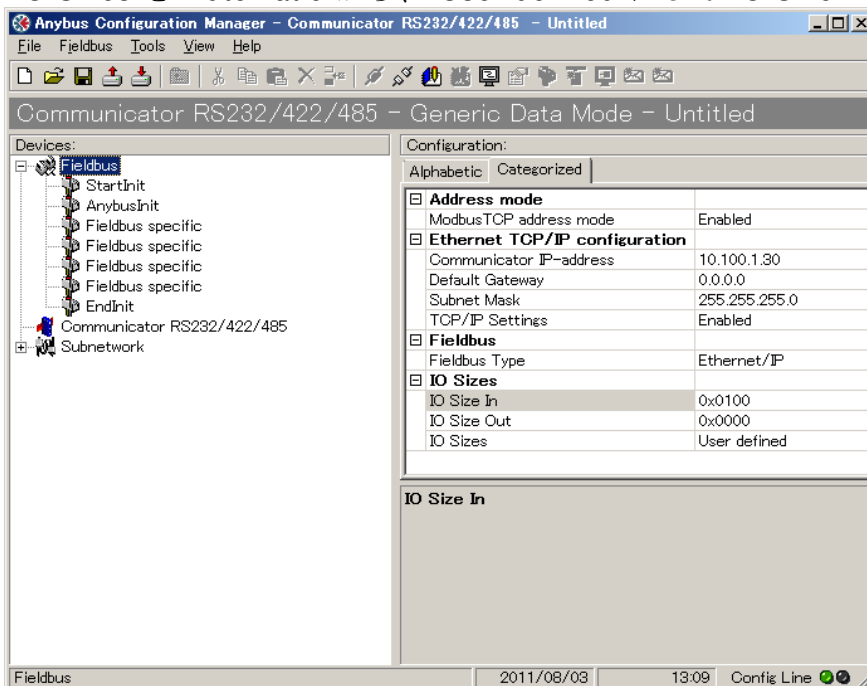 Anybus Configuration Manager - Communicator RS232/422/485 - Untitled
File Fieldbus Tools View Help
Communicator RS232/422/485 - Generic Data Mode - Untitled
Devices:
Fieldbus
StartInit
AnybusInit
Fieldbus specific
Fieldbus specific
Fieldbus specific
Fieldbus specific
EndInit
Communicator RS232/422/485
Subnetwork
Configuration:
Alphabetic Categorized
Address mode
ModbusTCP address mode Enabled
Ethernet TCP/IP configuration
Communicator IP-address 10.100.1.30
Default Gateway 0.0.0.0
Subnet Mask 255.255.255.0
TCP/IP Settings Enabled
Fieldbus
Fieldbus Type Ethernet/IP
IO Sizes
IO Size In 0x0100
IO Size Out 0x0000
IO Sizes User defined
IO Size In
Fieldbus 2011/08/03 13:09 Config Line